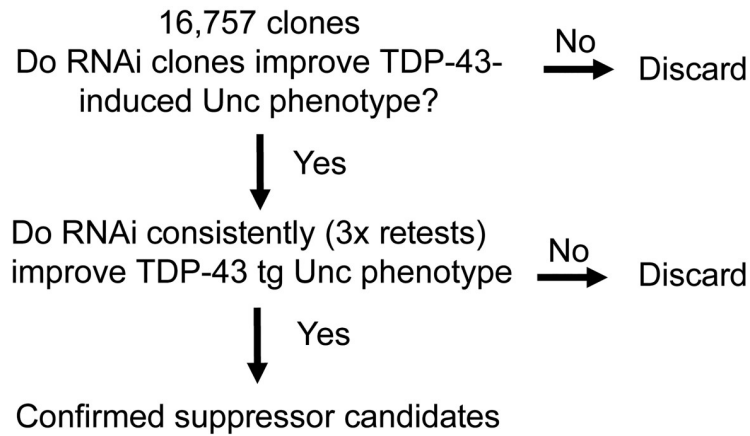 16,757 clones
Do RNAi clones improve TDP-43-
induced Unc phenotype?
No
Discard
Yes
Do RNAi consistently (3x retests)
improve TDP-43 tg Unc phenotype
No
Discard
Yes
Confirmed suppressor candidates